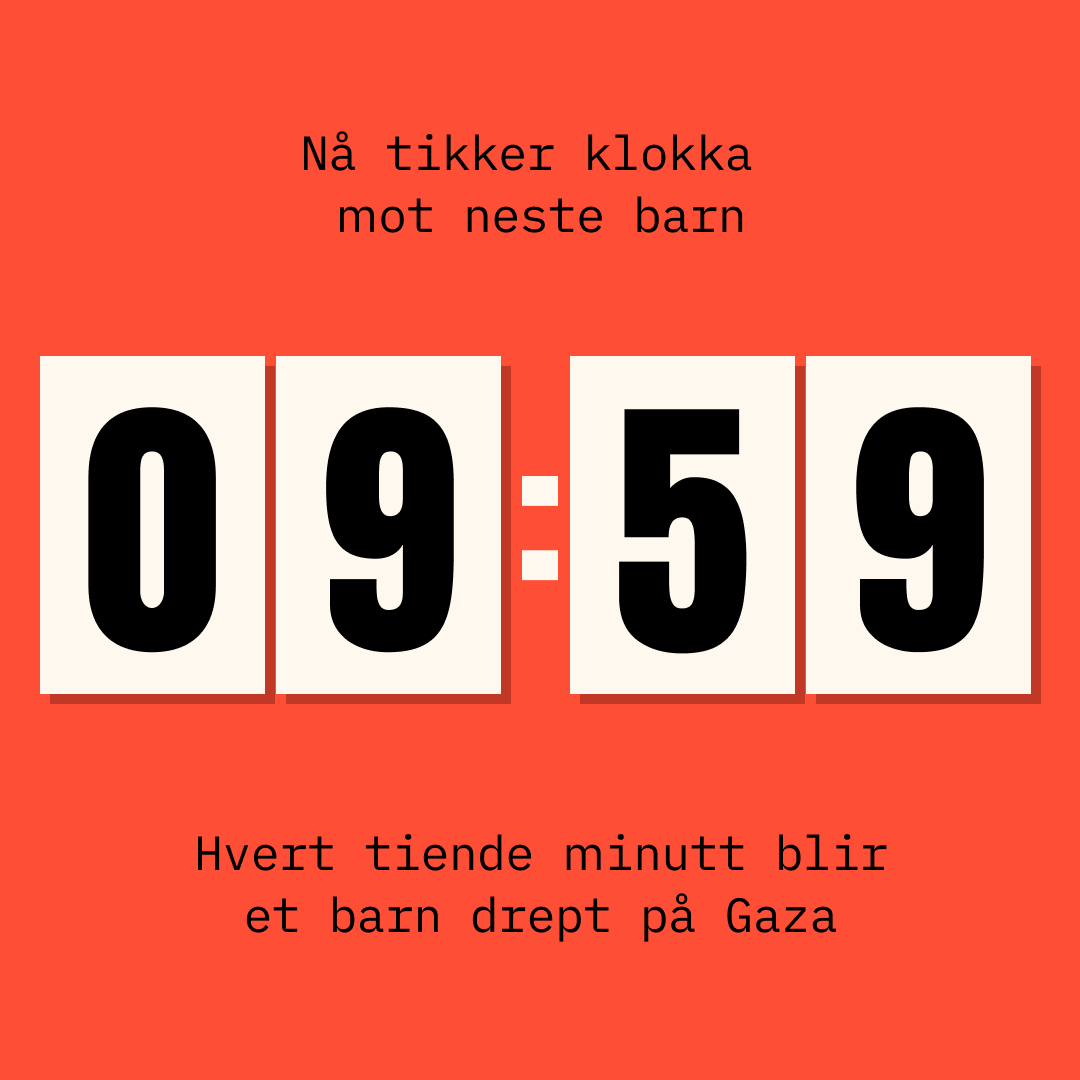 Nå tikker klokka
mot neste barn
09:59
Hvert tiende minutt blir
et barn drept på Gaza